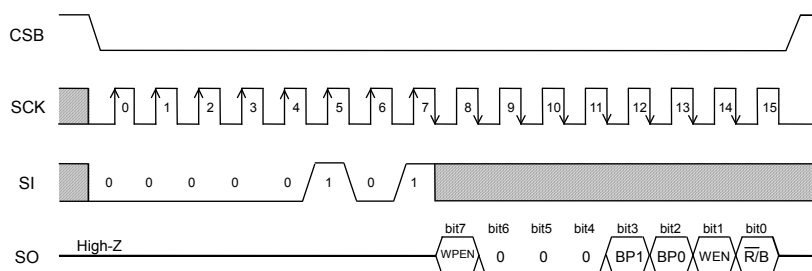 CSB
SCK 0 1 2 3 4 5 6 7 8 9 10 11 12 13 14 15
SI 0 0 0 0 0 1 0 1
bit7 bit6 bit5 bit4 bit3 bit2 bit1 bit0
SO High-Z WPEN 0 0 0 BP1 BP0 WEN R̅/B